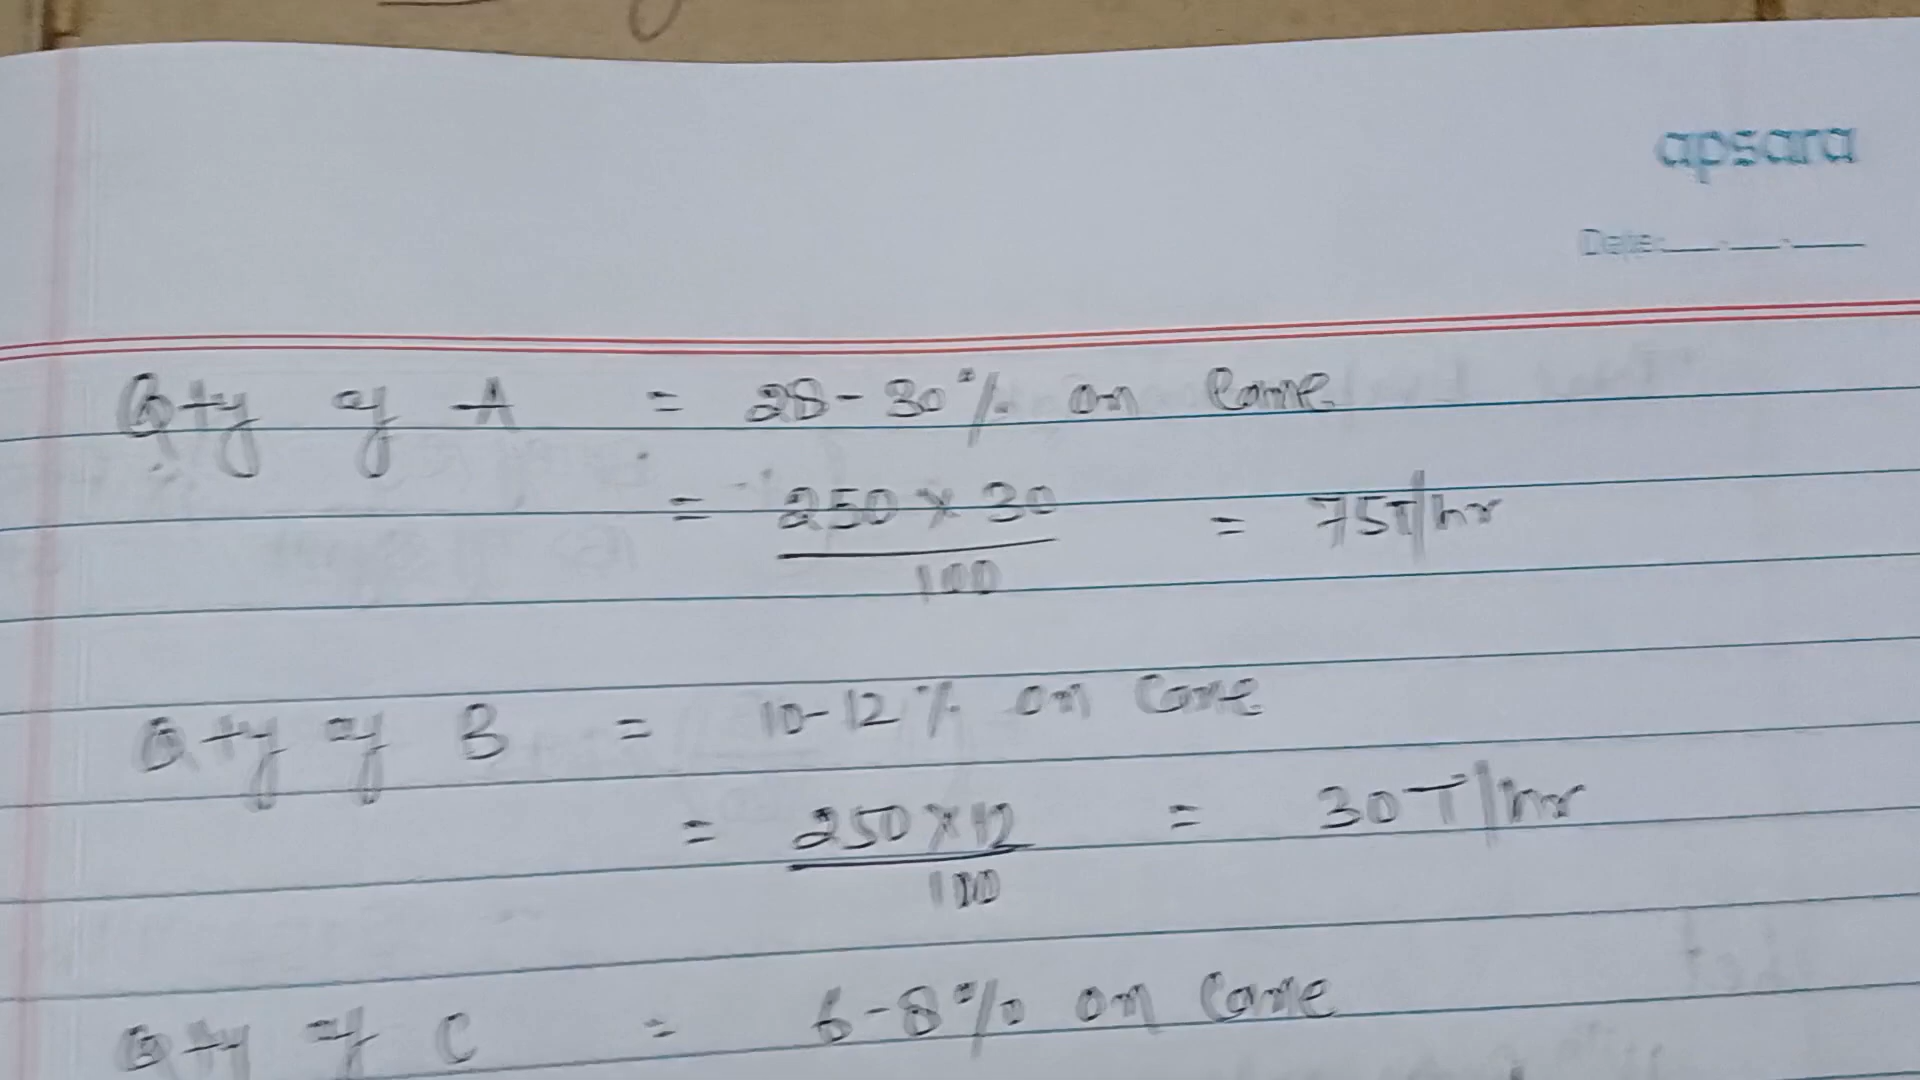 apsara
Date:
Qty of A = 28-30% on Cane
= 250 x 30 = 75T/hr
100
Qty of B = 10-12% on Cane
= 250 x 12 = 30T/hr
100
Qty of C = 6-8% on Cane